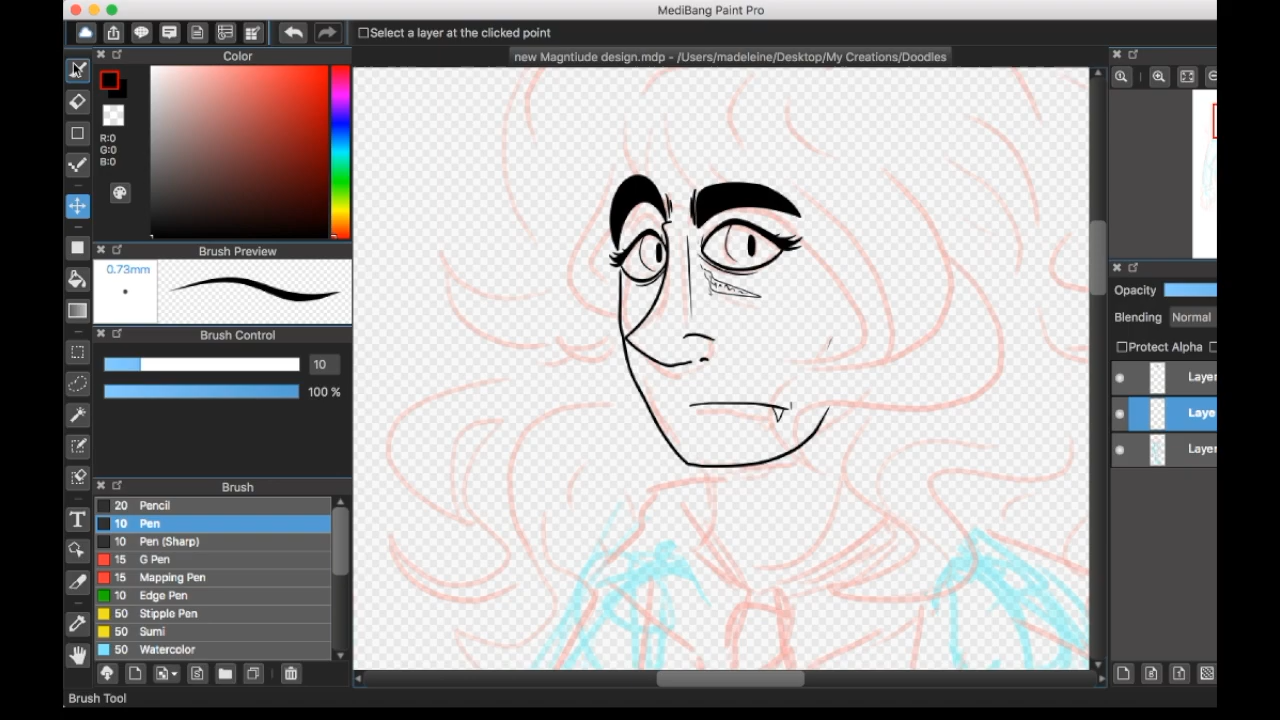 MediBang Paint Pro
Select a layer at the clicked point
Color
new Magntiude design.mdp - /Users/madeleine/Desktop/My Creations/Doodles
R:0
G:0
B:0
Brush Preview
0.73mm
Opacity
Blending Normal
Brush Control
Protect Alpha
10
100 %
Layer
Laye
Layer
Brush
20 Pencil
10 Pen
10 Pen (Sharp)
15 G Pen
15 Mapping Pen
10 Edge Pen
50 Stipple Pen
50 Sumi
50 Watercolor
T
Brush Tool